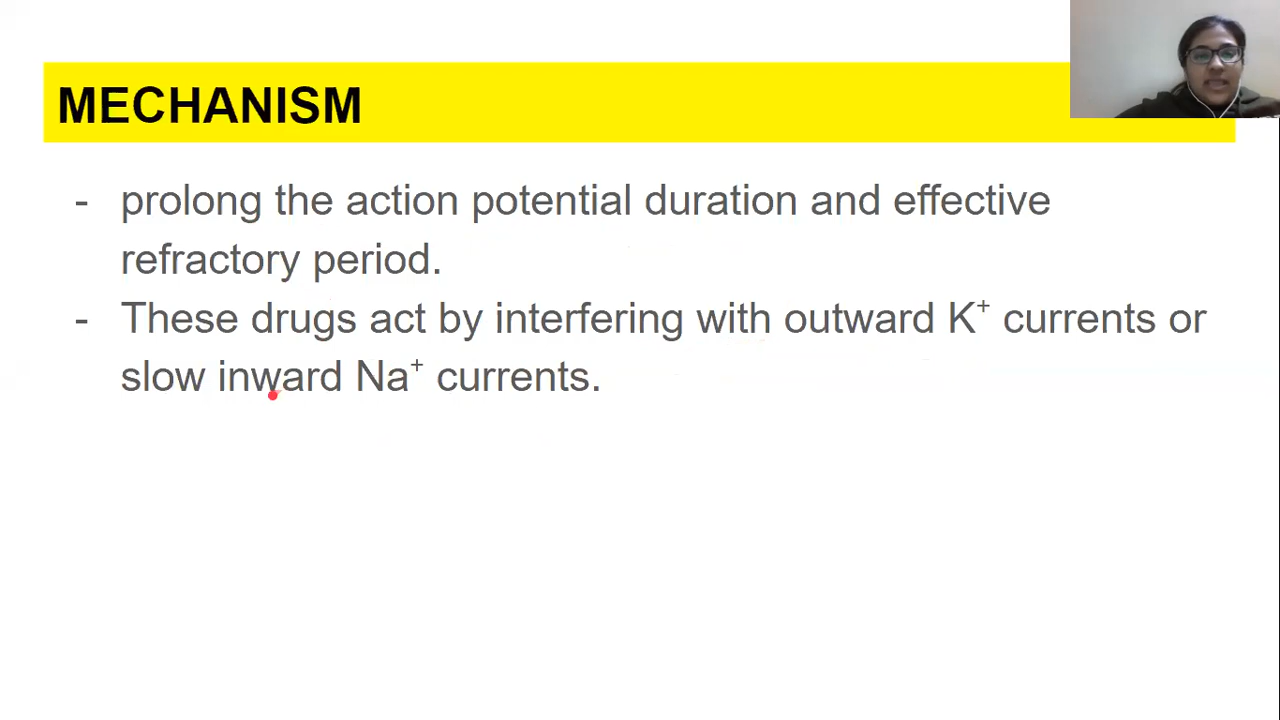 MECHANISM
- prolong the action potential duration and effective
refractory period.
- These drugs act by interfering with outward K⁺ currents or
slow inward Na⁺ currents.